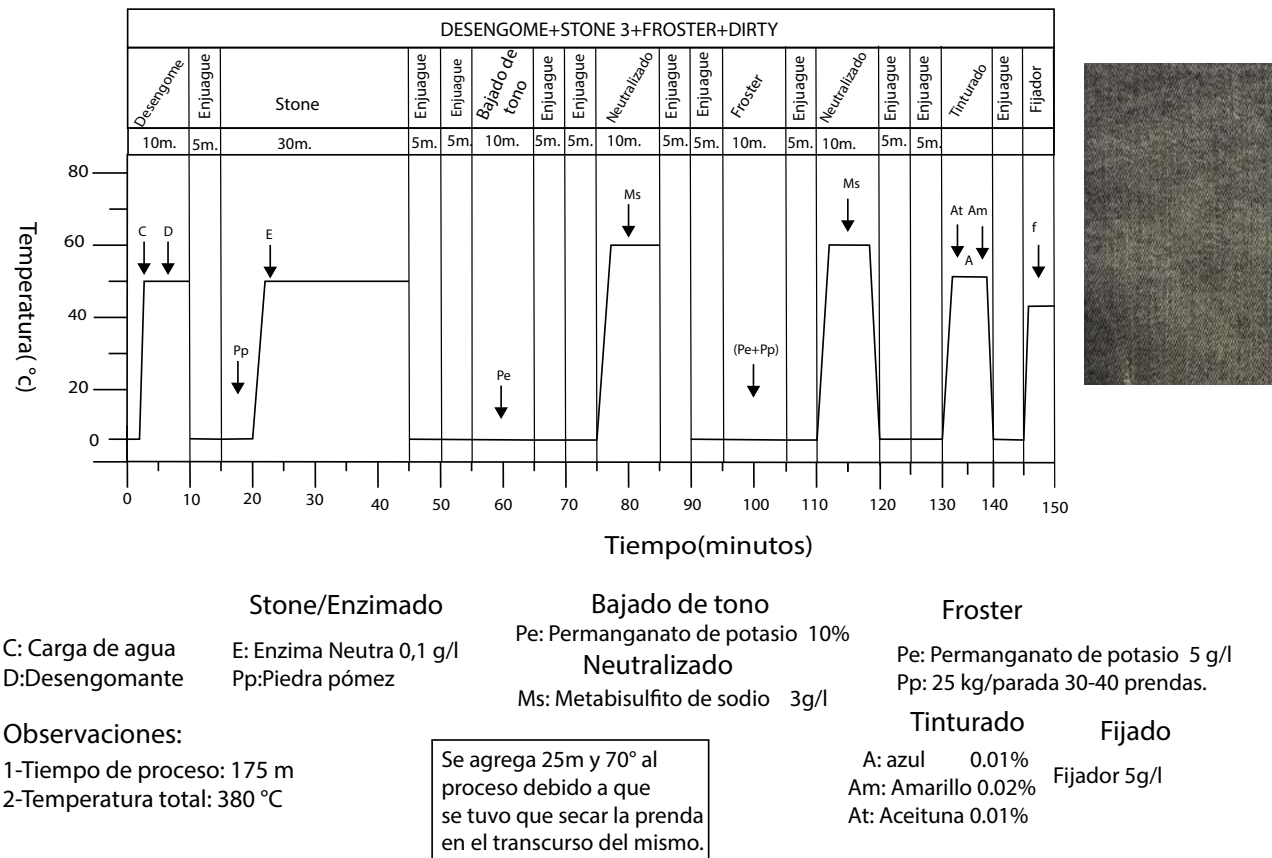 DESENGOME+STONE 3+FROSTER+DIRTY
Desengome
Enjuague
Stone
Enjuague
Enjuague
Bajado de
tono
Enjuague
Enjuague
Neutralizado
Enjuague
Enjuague
Froster
Enjuague
Neutralizado
Enjuague
Enjuague
Tinturado
Enjuague
Fijador
10m. 5m. 30m. 5m. 5m. 10m. 5m. 5m. 10m. 5m. 5m. 10m. 5m. 10m. 5m. 5m.
Temperatura( °c)
80
60
40
20
0
C D
E
Pp
Pe
Ms
(Pe+Pp)
Ms
At Am
A
f
0 10 20 30 40 50 60 70 80 90 100 110 120 130 140 150
Tiempo(minutos)
C: Carga de agua
D:Desengomante
Stone/Enzimado
E: Enzima Neutra 0,1 g/l
Pp:Piedra pómez
Bajado de tono
Pe: Permanganato de potasio 10%
Neutralizado
Ms: Metabisulfito de sodio 3g/l
Froster
Pe: Permanganato de potasio 5 g/l
Pp: 25 kg/parada 30-40 prendas.
Observaciones:
1-Tiempo de proceso: 175 m
2-Temperatura total: 380 °C
Se agrega 25m y 70° al
proceso debido a que
se tuvo que secar la prenda
en el transcurso del mismo.
Tinturado
A: azul 0.01%
Am: Amarillo 0.02%
At: Aceituna 0.01%
Fijado
Fijador 5g/l